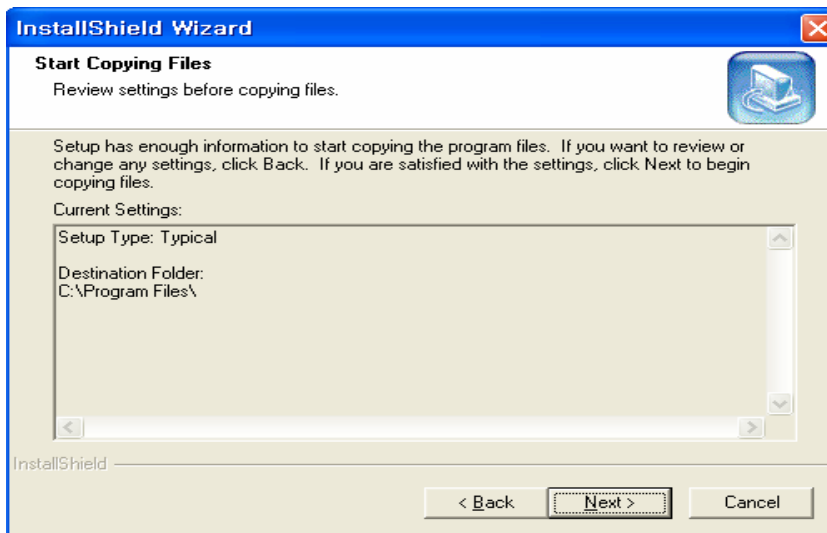 InstallShield Wizard
Start Copying Files
Review settings before copying files.
Setup has enough information to start copying the program files.  If you want to review or
change any settings, click Back.  If you are satisfied with the settings, click Next to begin
copying files.
Current Settings:
Setup Type: Typical
Destination Folder:
C:\Program Files\
InstallShield
< Back Next > Cancel